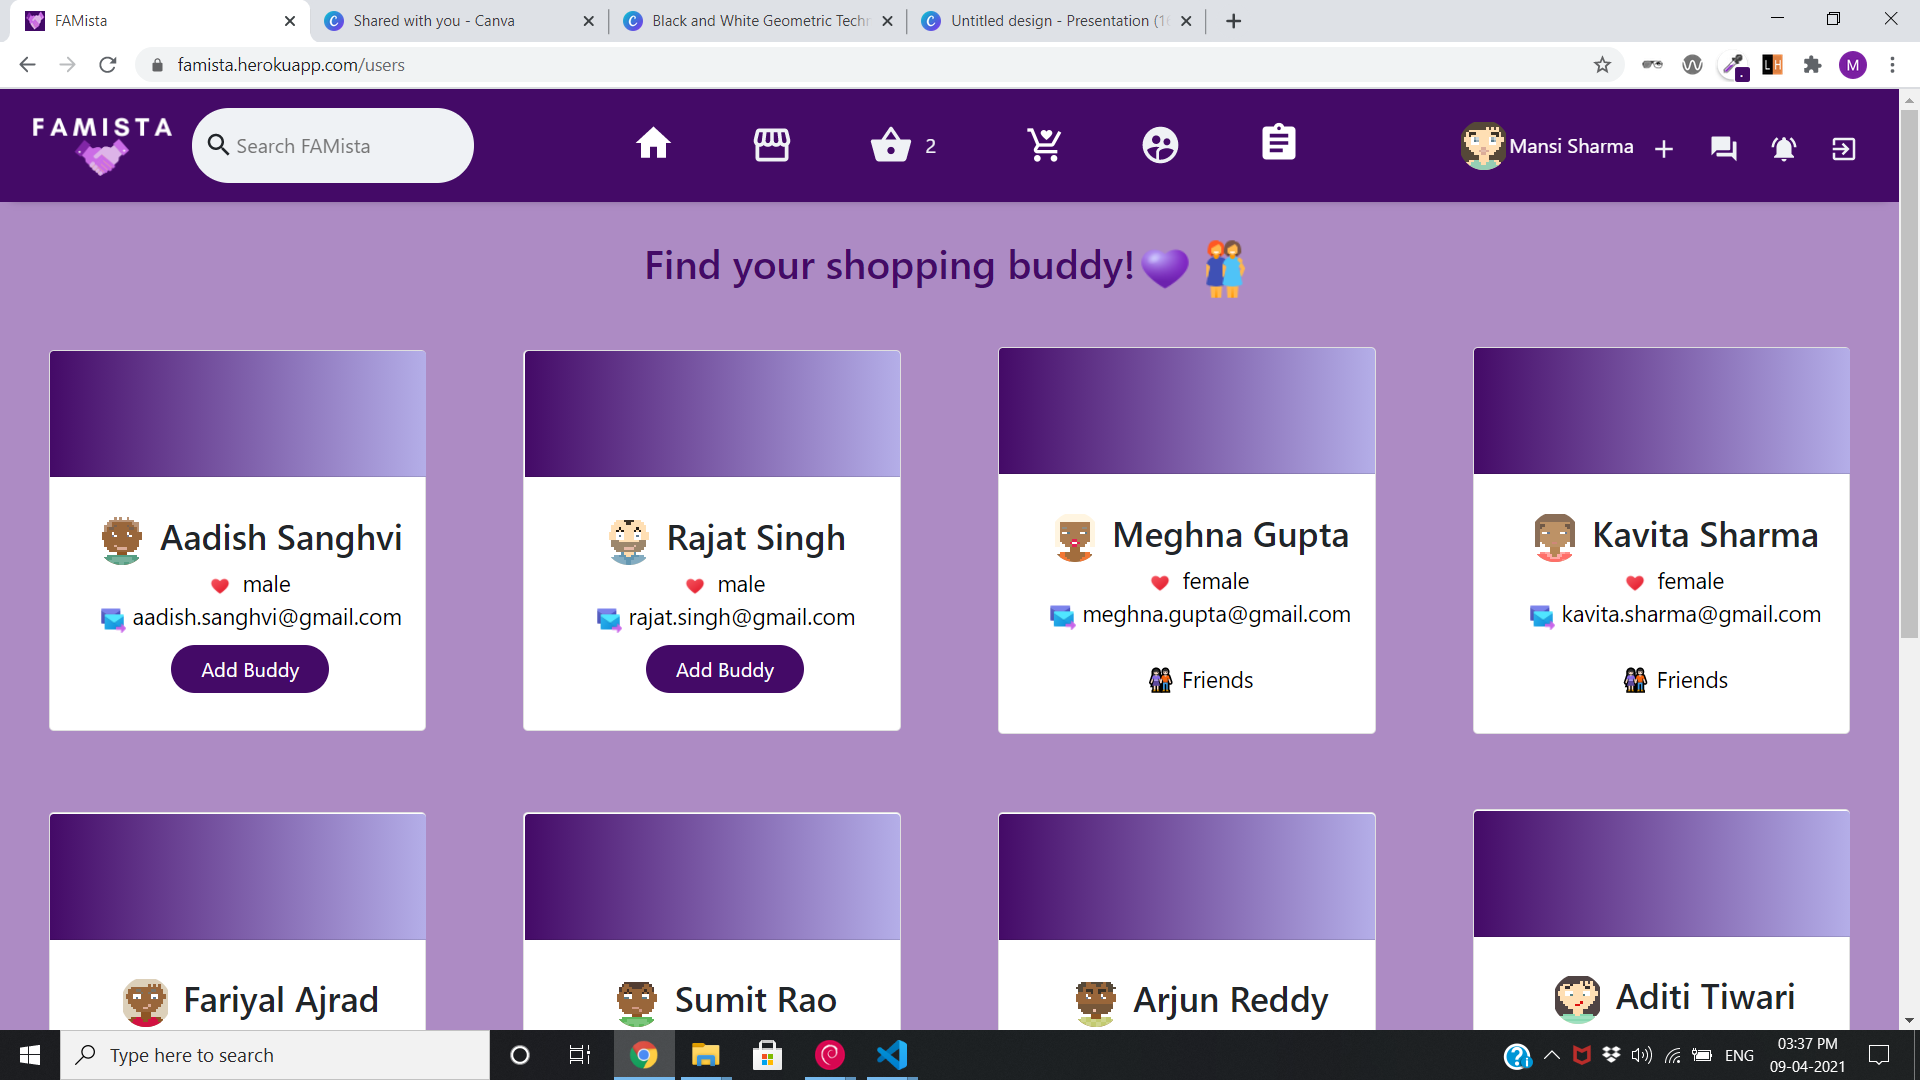 FAMista
Shared with you - Canva
Black and White Geometric Techn
Untitled design - Presentation (16
famista.herokuapp.com/users
M
FAMISTA
Search FAMista
2
Mansi Sharma
Find your shopping buddy!
Aadish Sanghvi
male
aadish.sanghvi@gmail.com
Add Buddy
Rajat Singh
male
rajat.singh@gmail.com
Add Buddy
Meghna Gupta
female
meghna.gupta@gmail.com
Friends
Kavita Sharma
female
kavita.sharma@gmail.com
Friends
Fariyal Ajrad
Sumit Rao
Arjun Reddy
Aditi Tiwari
Type here to search
ENG
03:37 PM
09-04-2021